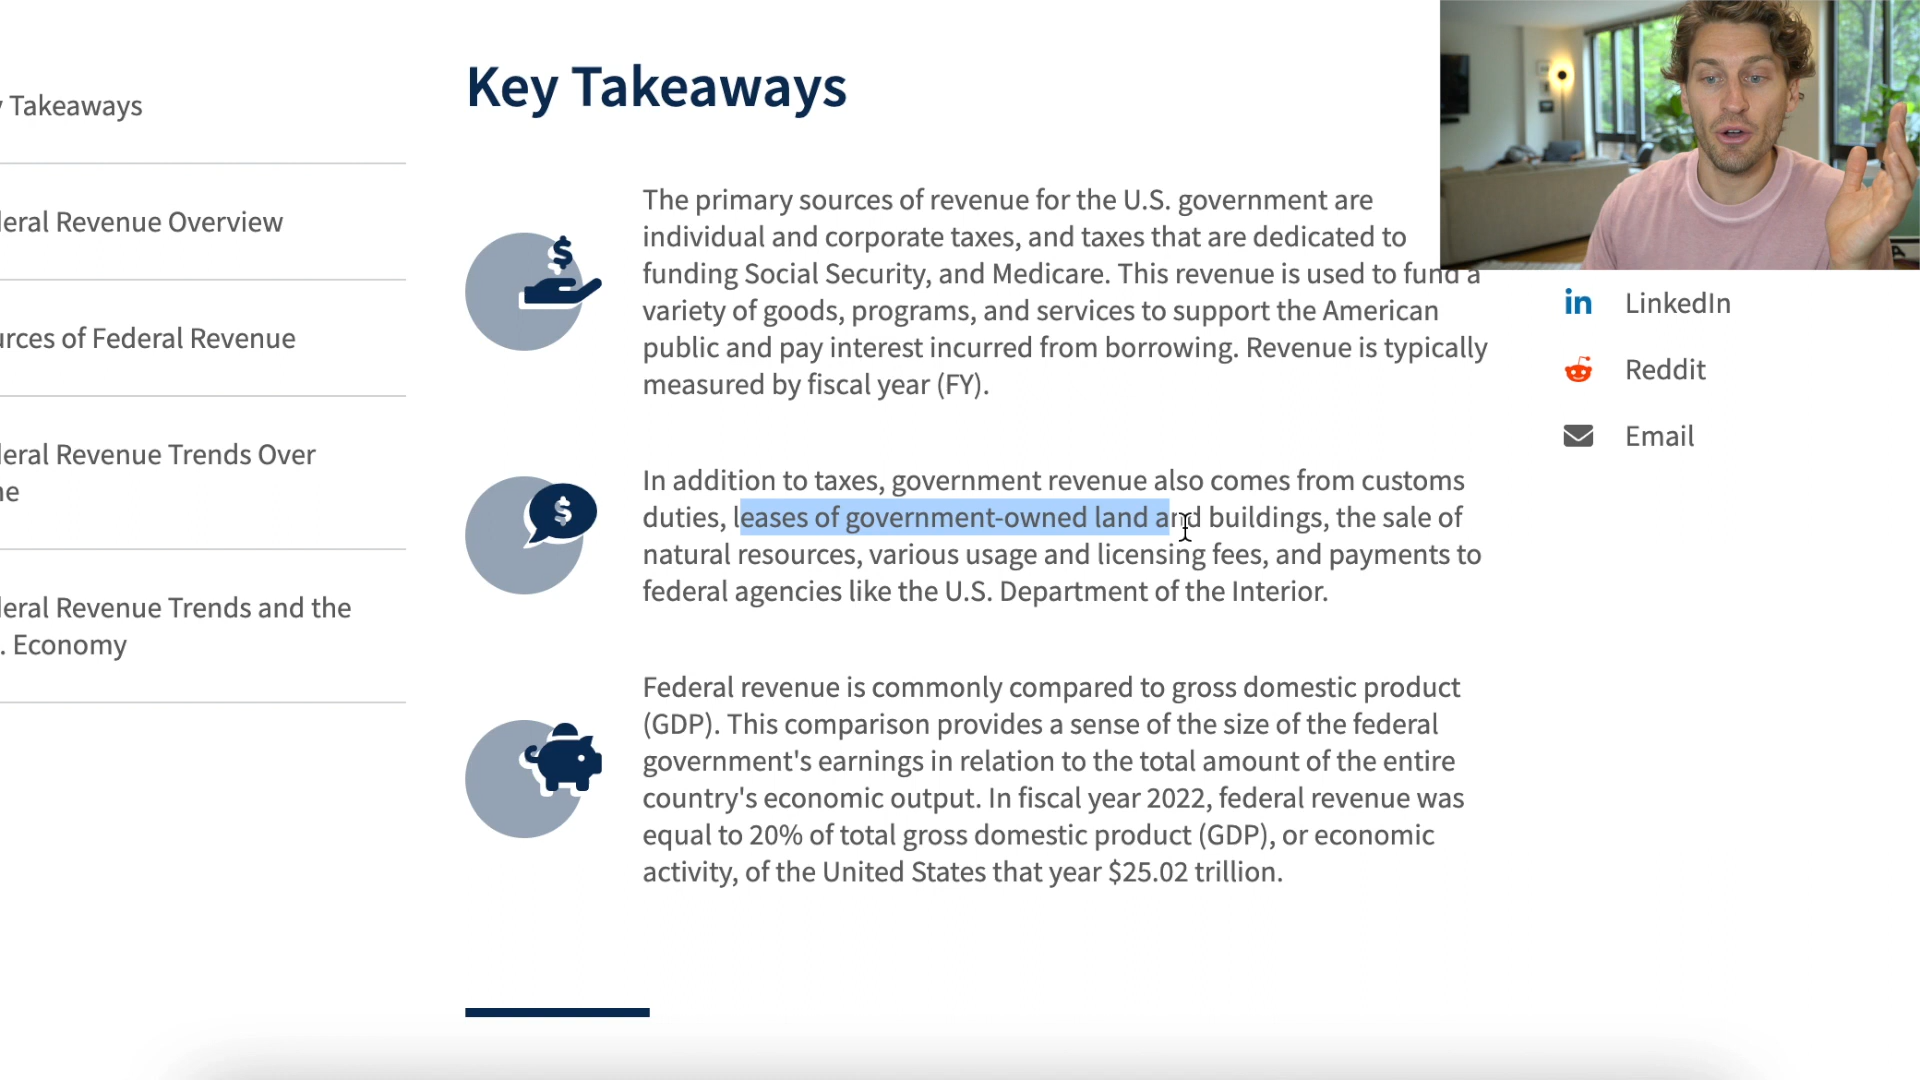 Key Takeaways
y Takeaways
deral Revenue Overview
urces of Federal Revenue
deral Revenue Trends Over
ne
deral Revenue Trends and the
. Economy
The primary sources of revenue for the U.S. government are
individual and corporate taxes, and taxes that are dedicated to
funding Social Security, and Medicare. This revenue is used to fund a
variety of goods, programs, and services to support the American
public and pay interest incurred from borrowing. Revenue is typically
measured by fiscal year (FY).
In addition to taxes, government revenue also comes from customs
duties, leases of government-owned land and buildings, the sale of
natural resources, various usage and licensing fees, and payments to
federal agencies like the U.S. Department of the Interior.
Federal revenue is commonly compared to gross domestic product
(GDP). This comparison provides a sense of the size of the federal
government's earnings in relation to the total amount of the entire
country's economic output. In fiscal year 2022, federal revenue was
equal to 20% of total gross domestic product (GDP), or economic
activity, of the United States that year $25.02 trillion.
$
$
in LinkedIn
Reddit
Email